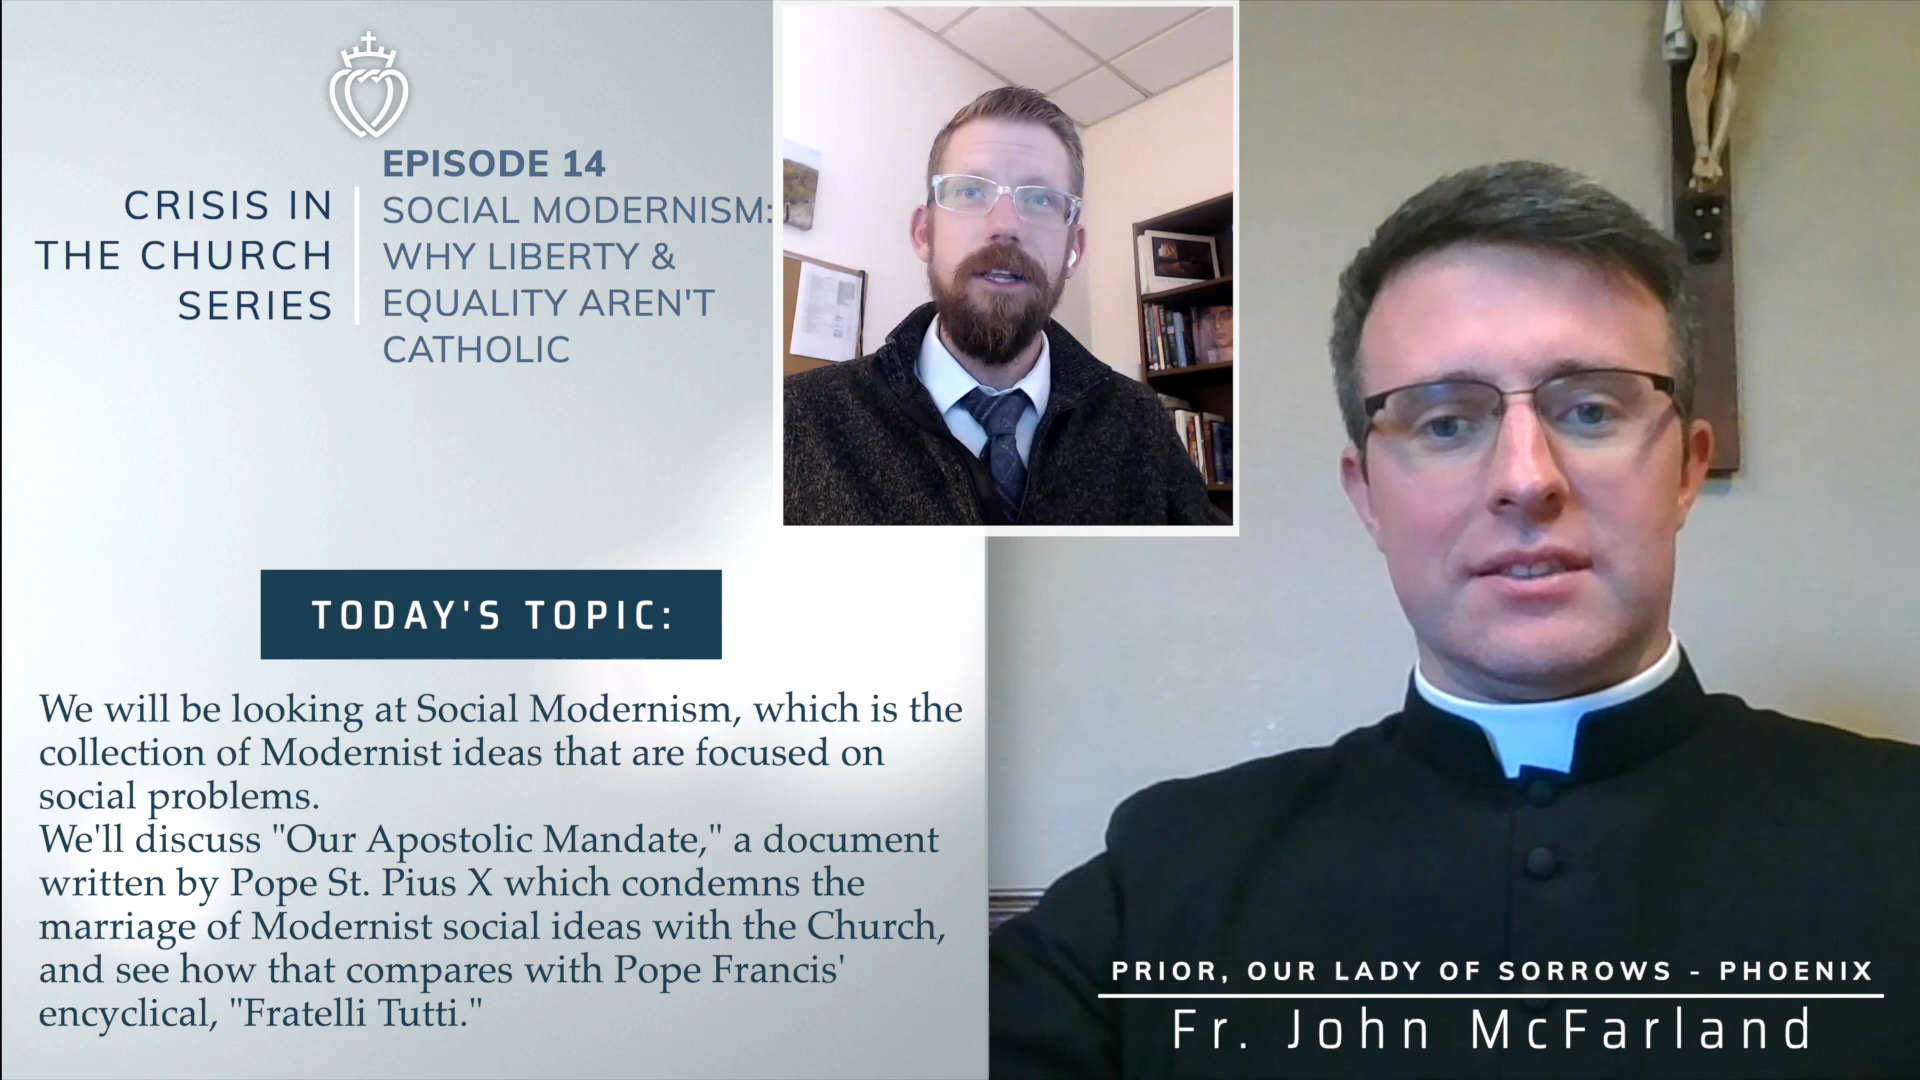 CRISIS IN
THE CHURCH
SERIES
EPISODE 14
SOCIAL MODERNISM:
WHY LIBERTY &
EQUALITY AREN'T
CATHOLIC
TODAY'S TOPIC:
We will be looking at Social Modernism, which is the
collection of Modernist ideas that are focused on
social problems.
We'll discuss "Our Apostolic Mandate," a document
written by Pope St. Pius X which condemns the
marriage of Modernist social ideas with the Church,
and see how that compares with Pope Francis'
encyclical, "Fratelli Tutti."
PRIOR, OUR LADY OF SORROWS - PHOENIX
Fr. John McFarland